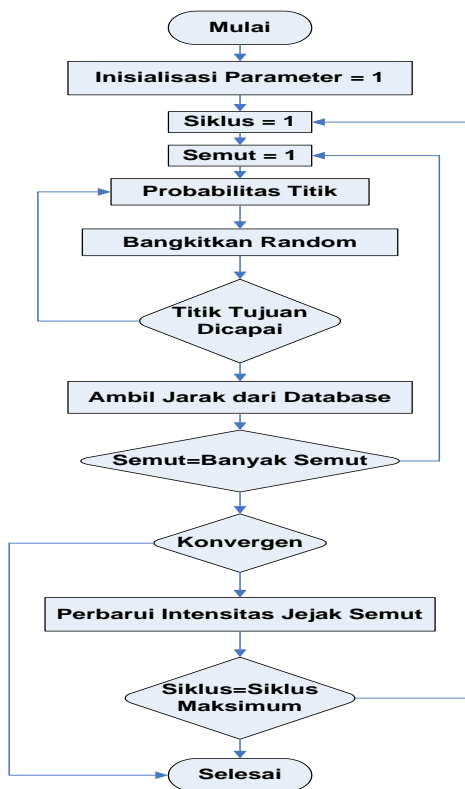 Mulai
Inisialisasi Parameter = 1
Siklus = 1
Semut = 1
Probabilitas Titik
Bangkitkan Random
Titik Tujuan
Dicapai
Ambil Jarak dari Database
Semut=Banyak Semut
Konvergen
Perbarui Intensitas Jejak Semut
Siklus=Siklus
Maksimum
Selesai